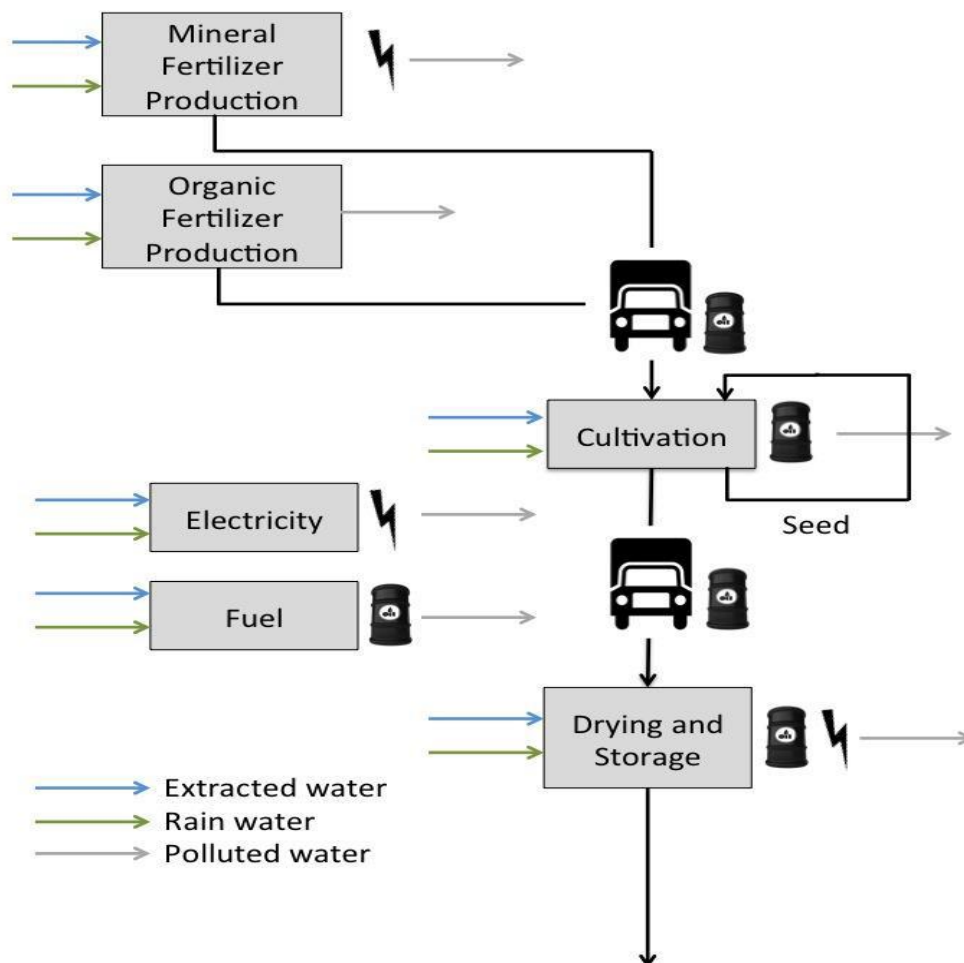 Mineral
Fertilizer
Production
Organic
Fertilizer
Production
Cultivation
Seed
Electricity
Fuel
Drying and
Storage
Extracted water
Rain water
Polluted water